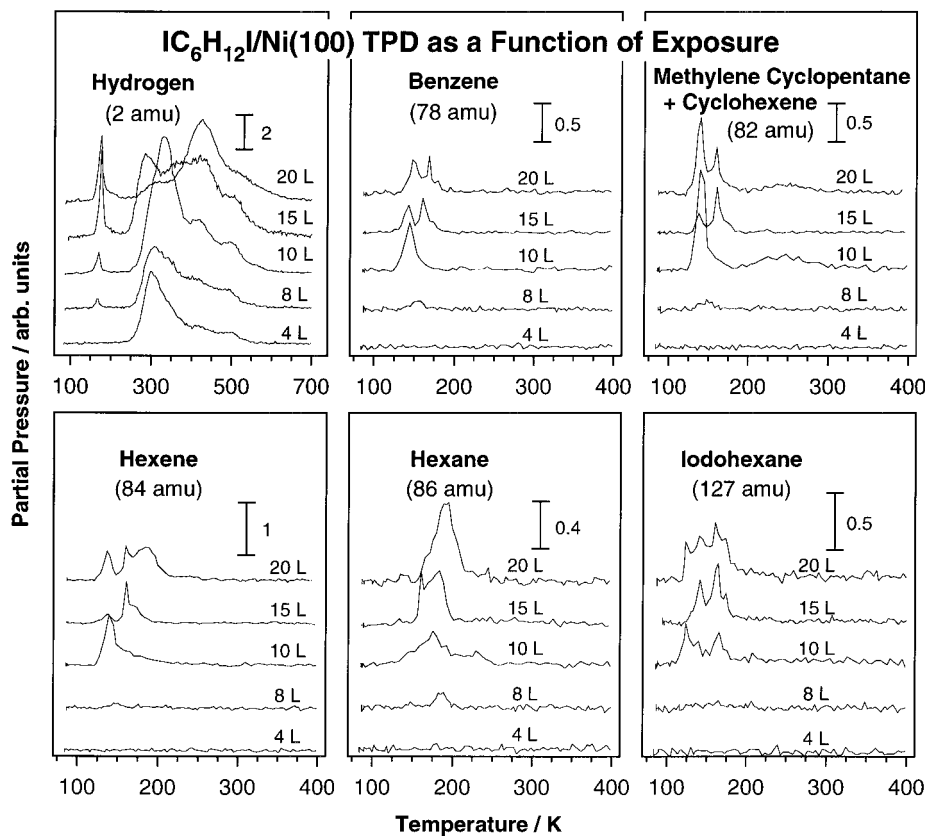 IC6H12I/Ni(100) TPD as a Function of Exposure
Hydrogen
(2 amu)
2
20 L
15 L
10 L
8 L
4 L
100 200 300 400 500 600 700
Benzene
(78 amu)
0.5
20 L
15 L
10 L
8 L
4 L
100 200 300 400
Methylene Cyclopentane
+ Cyclohexene
(82 amu)
0.5
20 L
15 L
10 L
8 L
4 L
100 200 300 400
Partial Pressure / arb. units
Hexene
(84 amu)
1
20 L
15 L
10 L
8 L
4 L
100 200 300 400
Hexane
(86 amu)
0.4
20 L
15 L
10 L
8 L
4 L
100 200 300 400
Iodohexane
(127 amu)
0.5
20 L
15 L
10 L
8 L
4 L
100 200 300 400
Temperature / K